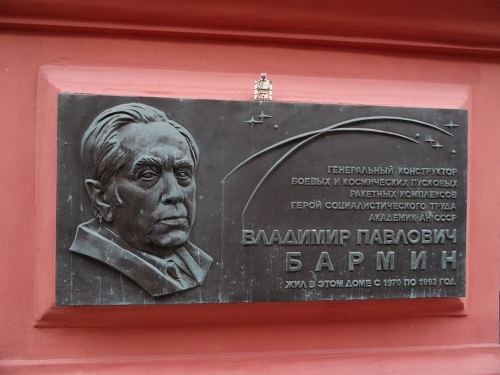 ГЕНЕРАЛЬНЫЙ КОНСТРУКТОР
БОЕВЫХ И КОСМИЧЕСКИХ ПУСКОВЫХ
РАКЕТНЫХ КОМПЛЕКСОВ
ГЕРОЙ СОЦИАЛИСТИЧЕСКОГО ТРУДА
АКАДЕМИК АН СССР
ВЛАДИМИР ПАВЛОВИЧ
БАРМИН
ЖИЛ В ЭТОМ ДОМЕ С 1970 ПО 1993 ГОД